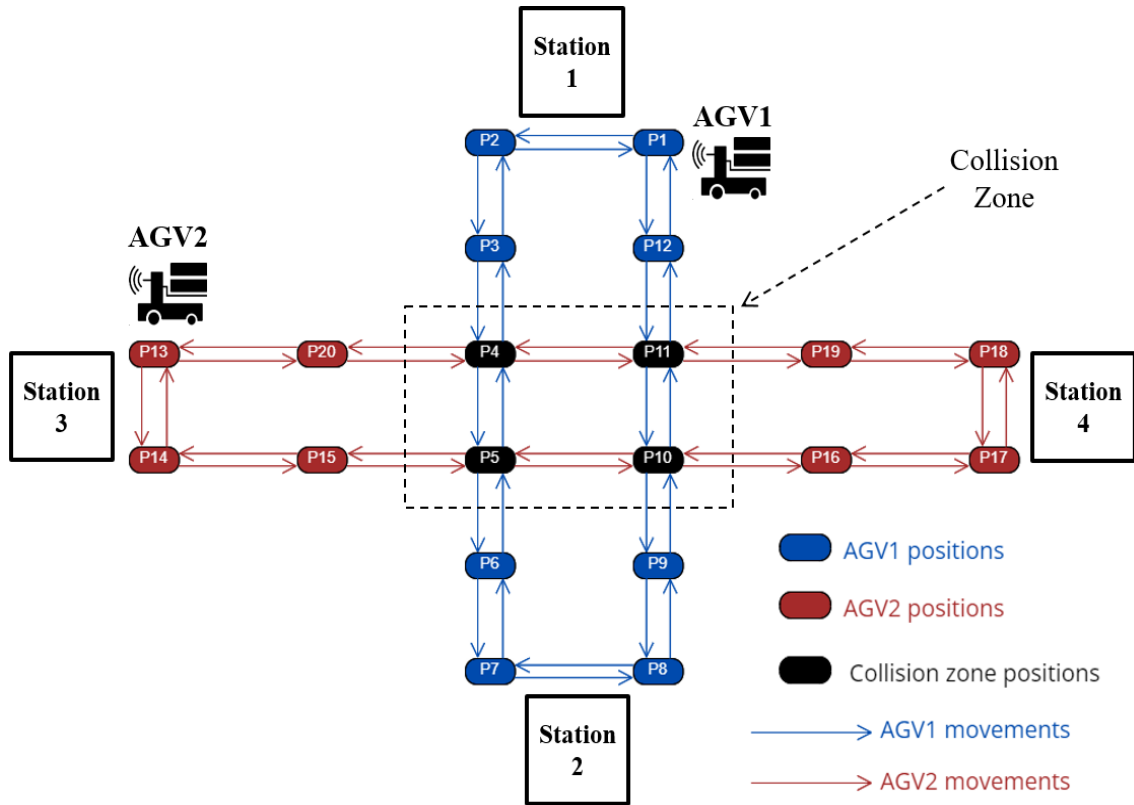 Station
1
AGV1
P2
P1
Collision
Zone
AGV2
P3
P12
P13
P20
P4
P11
P19
P18
Station
3
Station
4
P14
P15
P5
P10
P16
P17
P6
P9
AGV1 positions
AGV2 positions
P7
P8
Collision zone positions
Station
2
AGV1 movements
AGV2 movements